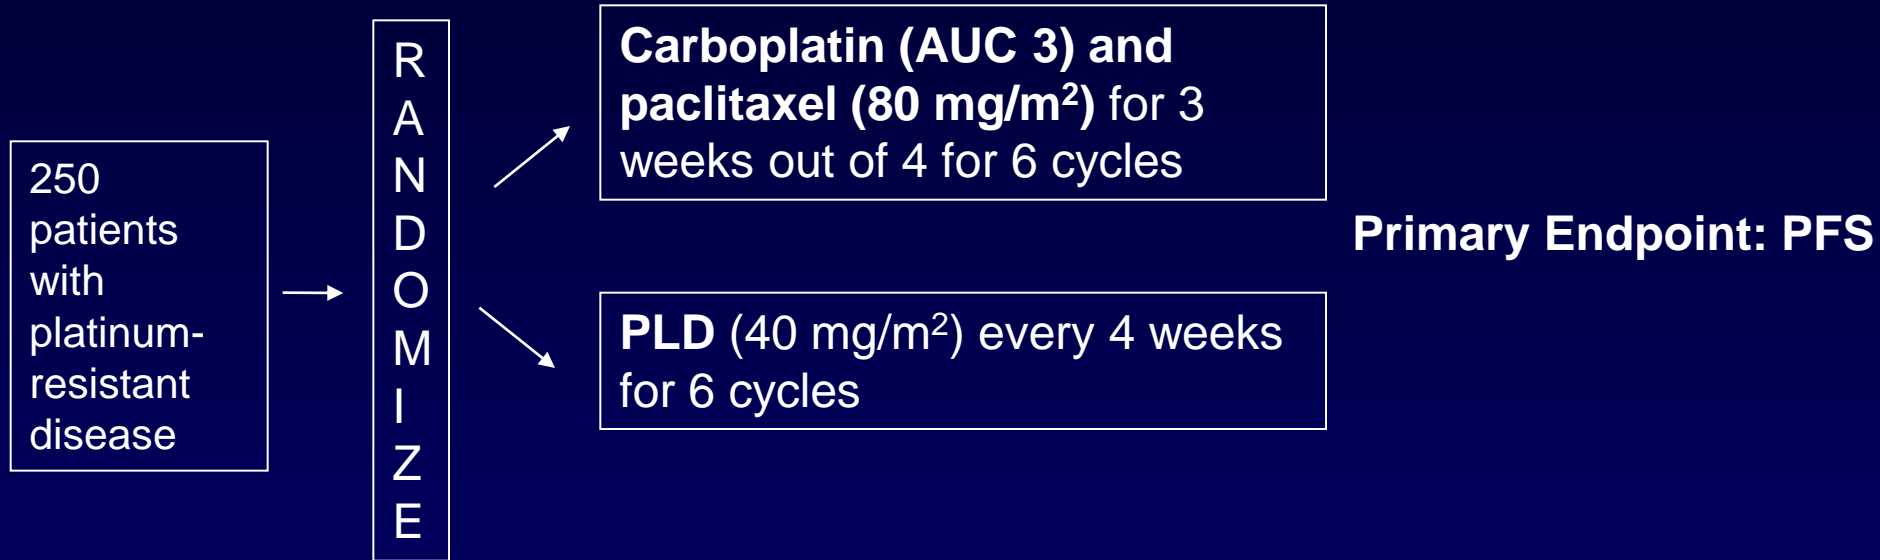 250
patients
with
platinum-
resistant
disease
R
A
N
D
O
M
I
Z
E
Carboplatin (AUC 3) and
paclitaxel (80 mg/m²) for 3
weeks out of 4 for 6 cycles
PLD (40 mg/m²) every 4 weeks
for 6 cycles
Primary Endpoint: PFS